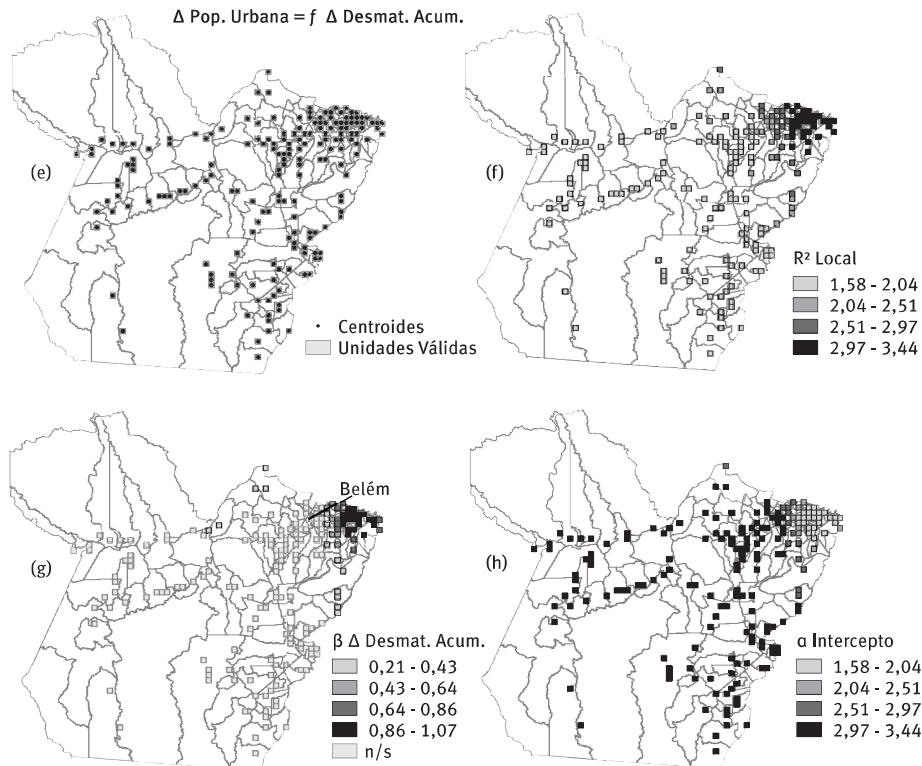 Δ Pop. Urbana = f Δ Desmat. Acum.
(e)
• Centroides
Unidades Válidas
(f)
R² Local
1,58 - 2,04
2,04 - 2,51
2,51 - 2,97
2,97 - 3,44
Belém
(g)
β Δ Desmat. Acum.
0,21 - 0,43
0,43 - 0,64
0,64 - 0,86
0,86 - 1,07
n/s
(h)
α Intercepto
1,58 - 2,04
2,04 - 2,51
2,51 - 2,97
2,97 - 3,44